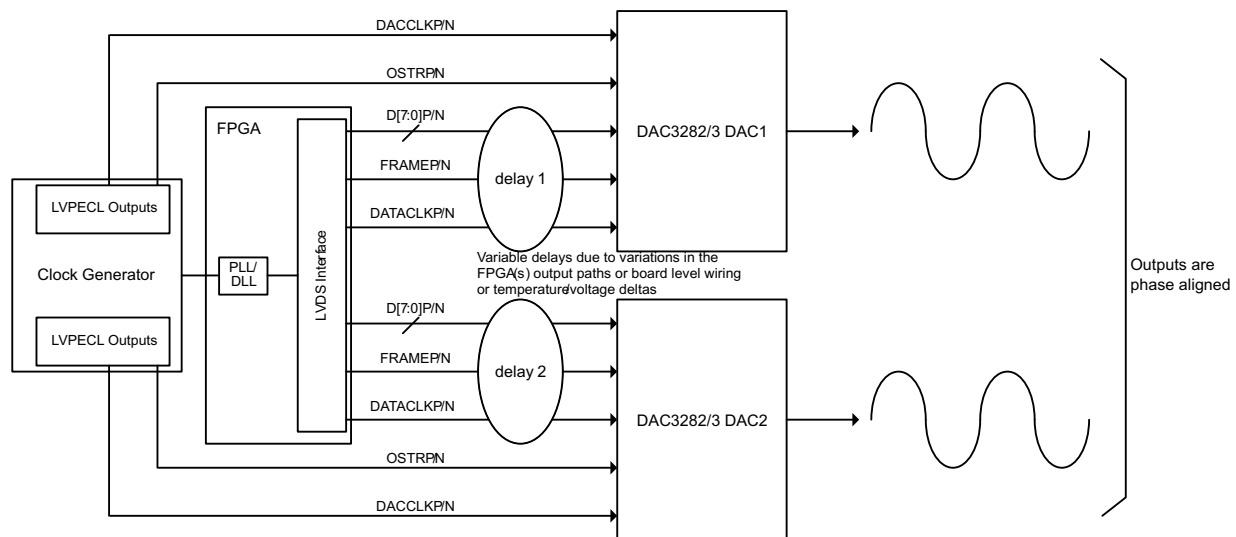 DACCLKP/N
OSTRP/N
FPGA
D[7:0]P/N
FRAMEP/N
delay 1
DAC3282/3 DAC1
LVPECL Outputs
DATACLKP/N
Clock Generator
PLL/
DLL
LVDS Interface
Variable delays due to variations in the
FPGA(s) output paths or board level wiring
or temperature/voltage deltas
Outputs are
phase aligned
D[7:0]P/N
LVPECL Outputs
FRAMEP/N
delay 2
DATACLKP/N
DAC3282/3 DAC2
OSTRP/N
DACCLKP/N